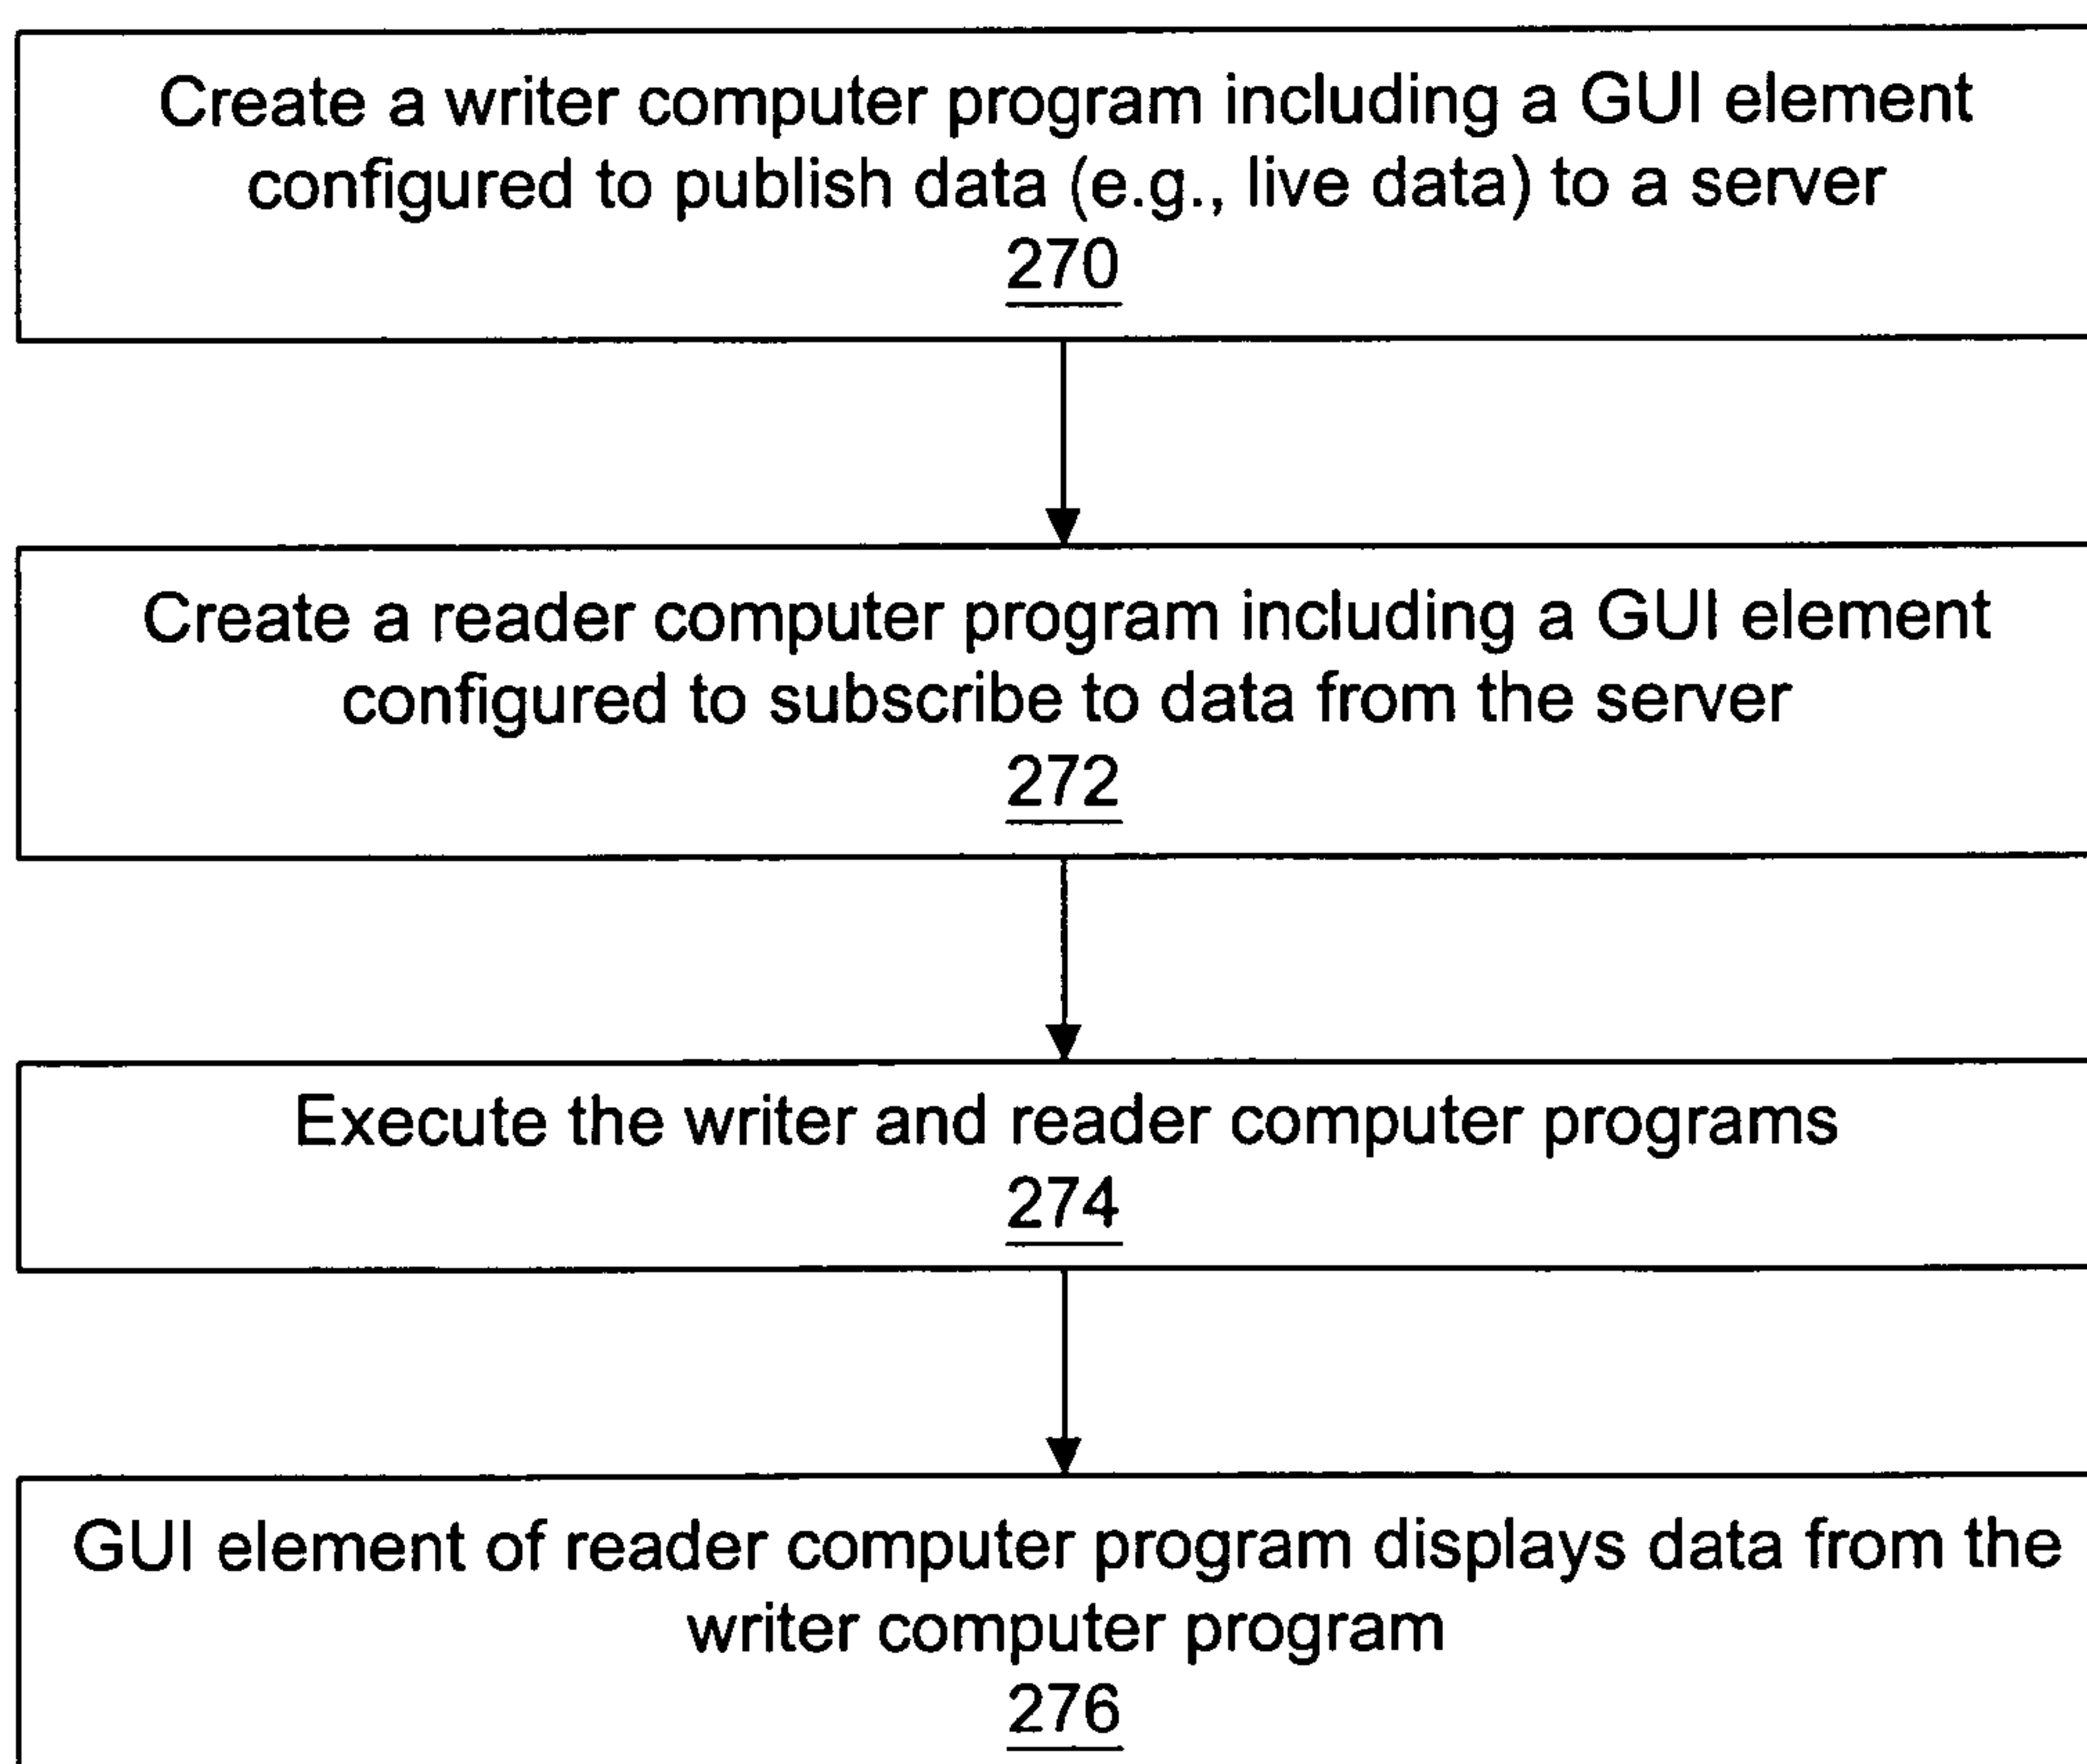 Create a writer computer program including a GUI element
configured to publish data (e.g., live data) to a server
270
Create a reader computer program including a GUI element
configured to subscribe to data from the server
272
Execute the writer and reader computer programs
274
GUI element of reader computer program displays data from the
writer computer program
276